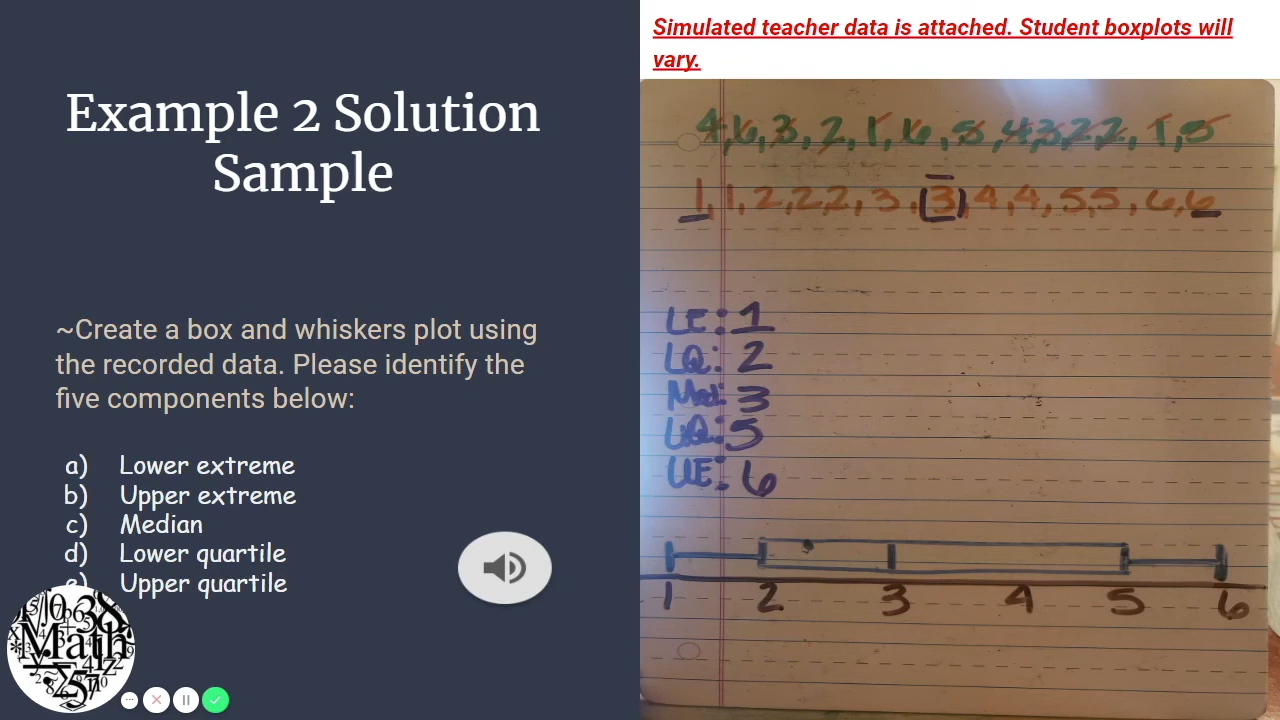 Simulated teacher data is attached. Student boxplots will
vary.
Example 2 Solution
Sample
~Create a box and whiskers plot using
the recorded data. Please identify the
five components below:
a) Lower extreme
b) Upper extreme
c) Median
d) Lower quartile
e) Upper quartile
Math
4,6,3,2,1,6,5,4,3,2,2,1,5
1,1,2,2,2,3,3,4,4,5,5,6,6
LE: 1
LQ: 2
Med: 3
UQ: 5
UE: 6
1 2 3 4 5 6